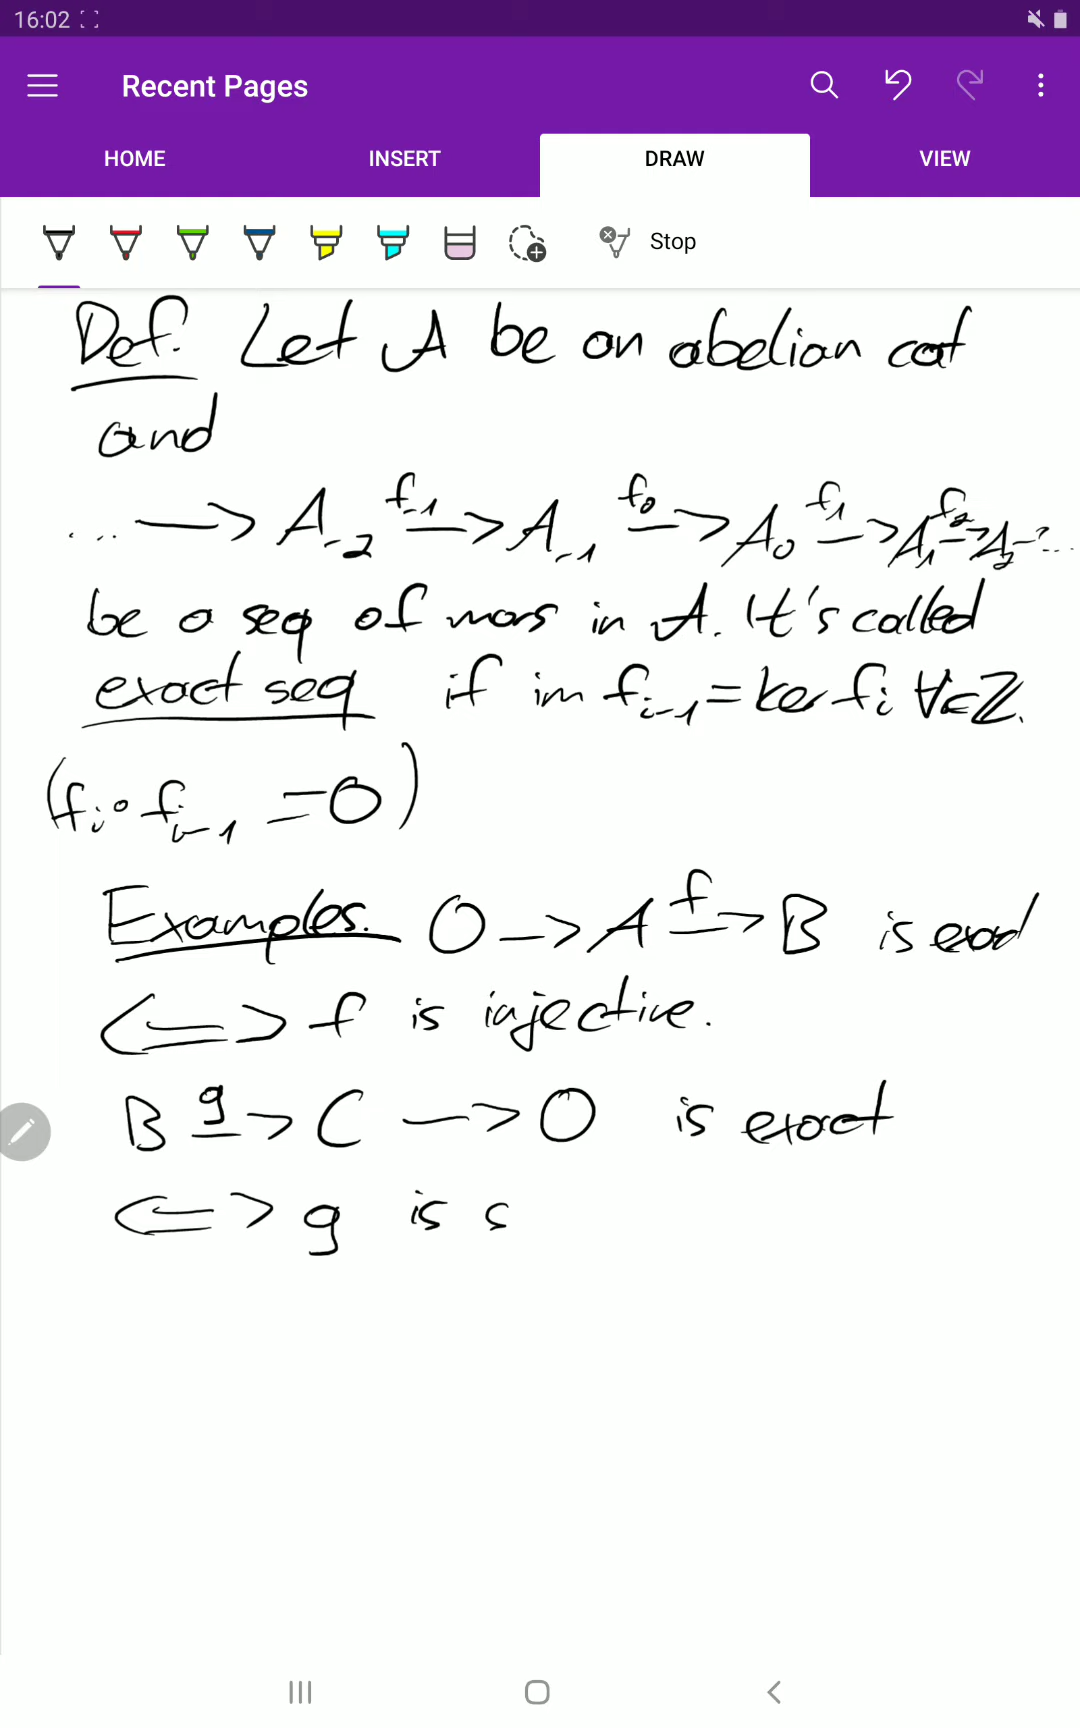 16:02
Recent Pages
HOME INSERT DRAW VIEW
Stop
Def. Let A be an abelian cat
and
... → A₋₂ f₋₁→ A₋₁ f₀→ A₀ f₁→ A₁ f₂→ A₂ → ...
be a seq of mors in A. It's called
exact seq if im fᵢ₋₁ = ker fᵢ ∀∈ℤ.
(fᵢ∘fᵢ₋₁ = 0)
Examples. 0 → A f→ B is exact
<=> f is injective.
B g→ C → 0 is exact
<=> g is s